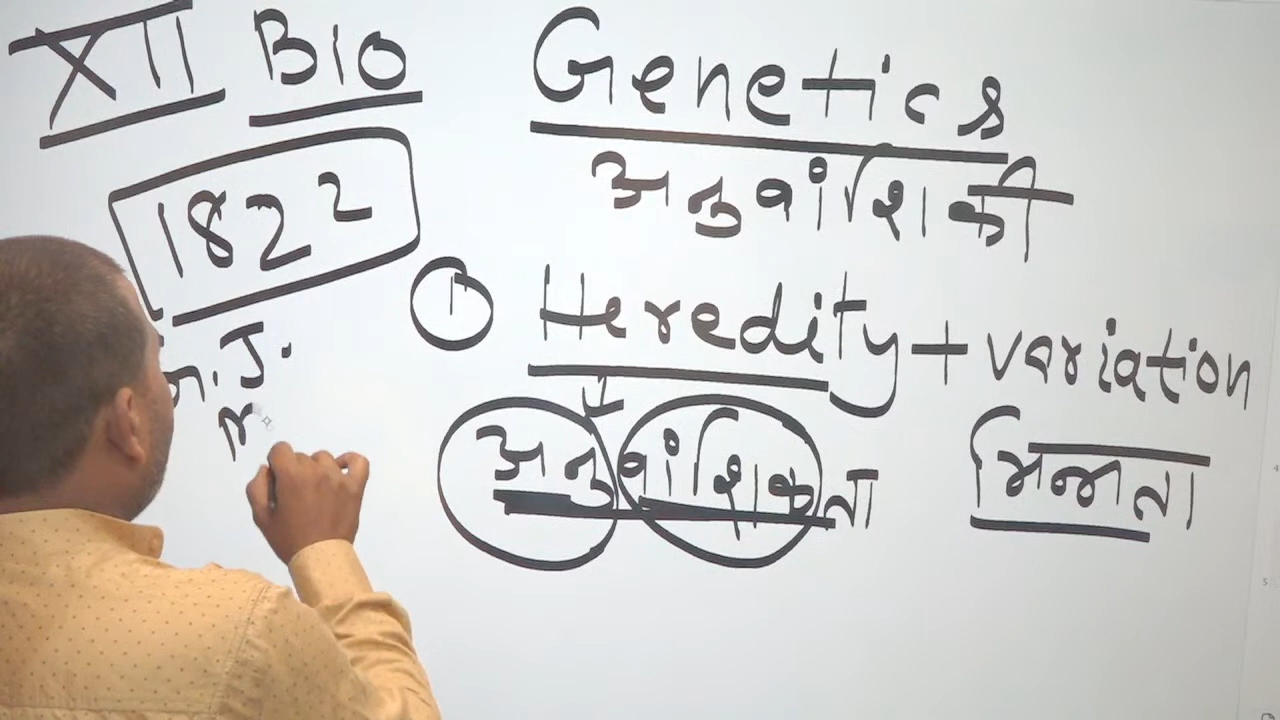 XII Bio
Genetics
अनुवांशिकी
1822
① Heredity + variation
अनुवांशिकता
भिन्नता
J.